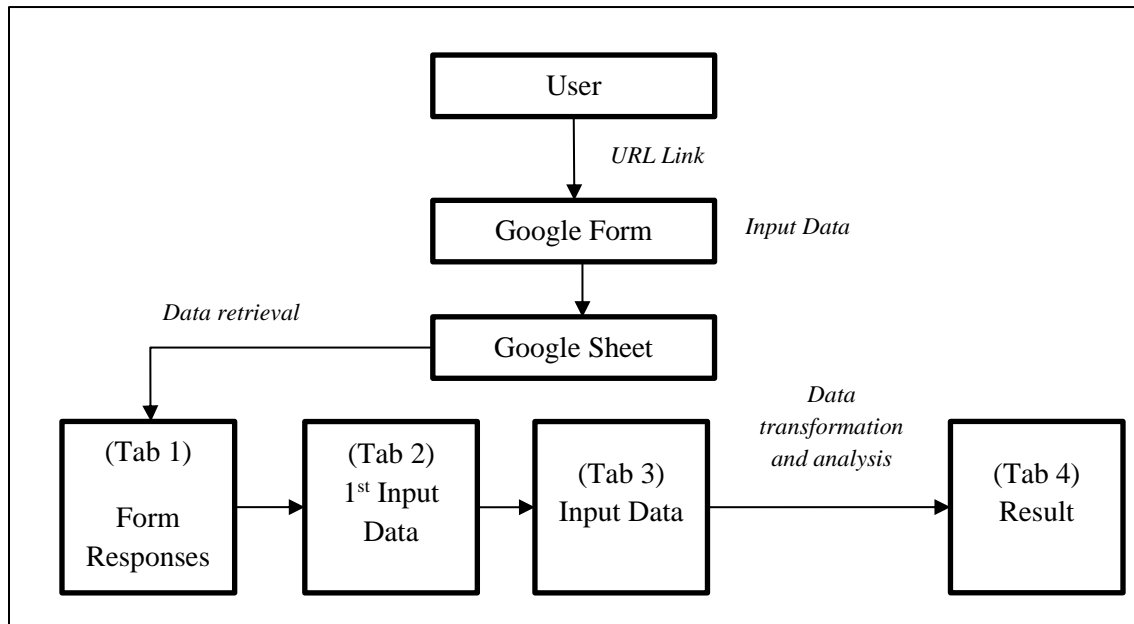 User
URL Link
Google Form
Input Data
Data retrieval
Google Sheet
Data
transformation
and analysis
(Tab 1)
Form
Responses
(Tab 2)
1st Input
Data
(Tab 3)
Input Data
(Tab 4)
Result